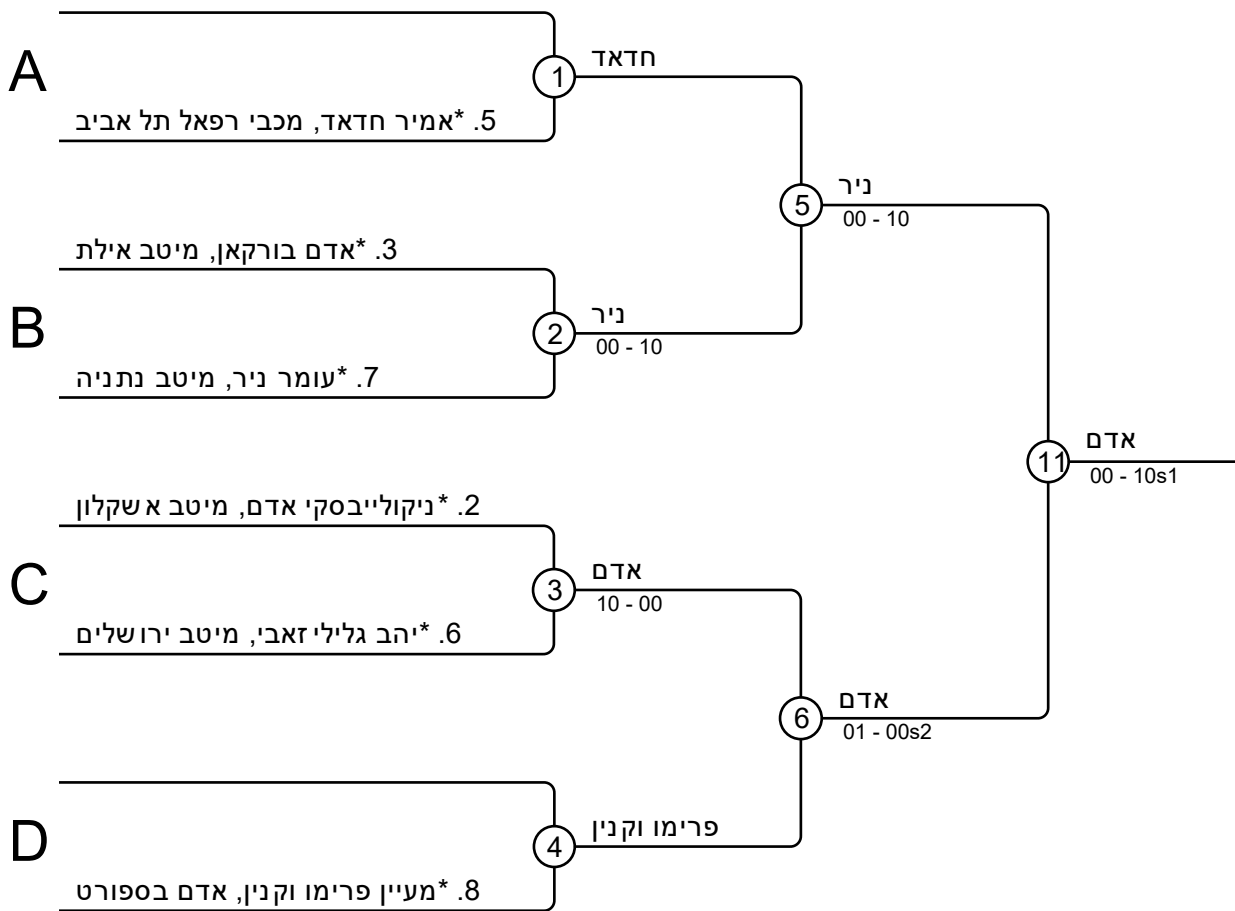 A
1
חדאד
5. *אמיר חדאד, מכבי רפאל תל אביב
5
ניר
00 - 10
3. *אדם בורקאן, מיטב אילת
B
2
ניר
00 - 10
7. *עומר ניר, מיטב נתניה
11
אדם
00 - 10s1
2. *ניקולייבסקי אדם, מיטב אשקלון
C
3
אדם
10 - 00
6. *יהב גלילי זאבי, מיטב ירושלים
6
אדם
01 - 00s2
D
4
פרימו וקנין
8. *מעיין פרימו וקנין, אדם בספורט